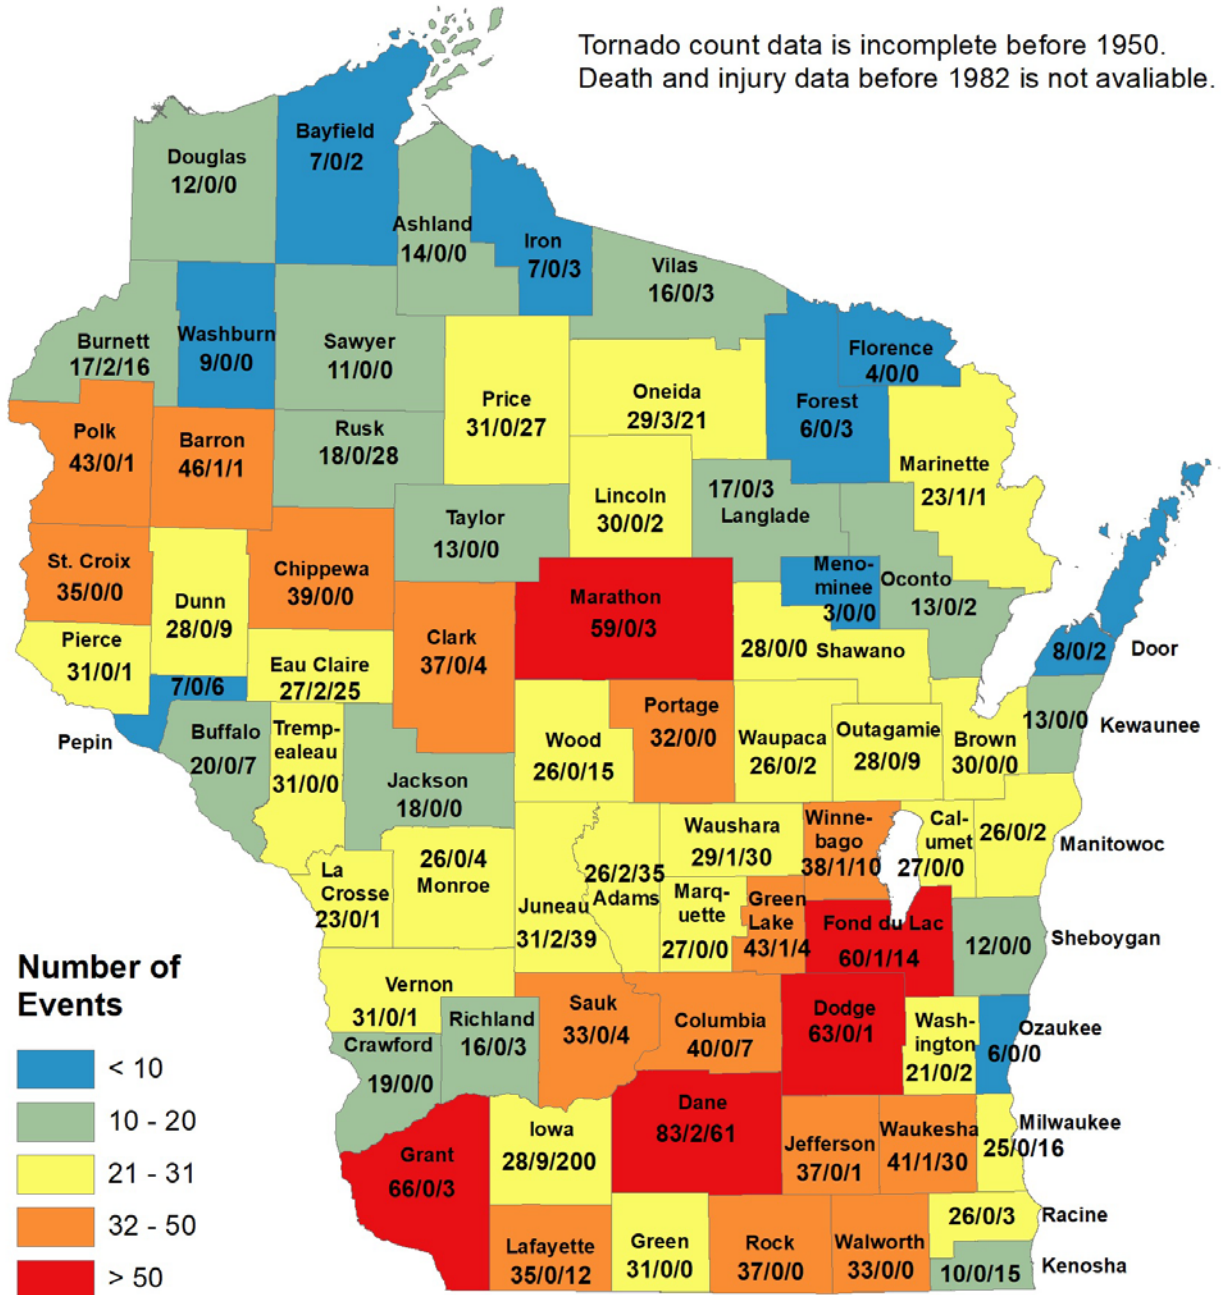 Tornado count data is incomplete before 1950.
Death and injury data before 1982 is not avaliable.
Bayfield
7/0/2
Douglas
12/0/0
Ashland
14/0/0
Iron
7/0/3
Vilas
16/0/3
Burnett
17/2/16
Washburn
9/0/0
Sawyer
11/0/0
Price
31/0/27
Oneida
29/3/21
Forest
6/0/3
Florence
4/0/0
Marinette
23/1/1
Polk
43/0/1
Barron
46/1/1
Rusk
18/0/28
Taylor
13/0/0
Lincoln
30/0/2
17/0/3
Langlade
Meno-
minee
3/0/0
Oconto
13/0/2
St. Croix
35/0/0
Dunn
28/0/9
Chippewa
39/0/0
Clark
37/0/4
Marathon
59/0/3
28/0/0 Shawano
8/0/2
Door
Pierce
31/0/1
7/0/6
Pepin
Eau Claire
27/2/25
Buffalo
20/0/7
Tremp-
ealeau
31/0/0
Jackson
18/0/0
Wood
26/0/15
Portage
32/0/0
Waupaca
26/0/2
Outagamie
28/0/9
Brown
30/0/0
13/0/0
Kewaunee
La
Crosse
23/0/1
26/0/4
Monroe
Juneau
31/2/39
26/2/35
Adams
Waushara
29/1/30
Marq-
uette
27/0/0
Green
Lake
43/1/4
Winne-
bago
38/1/10
Cal-
umet
27/0/0
26/0/2
Manitowoc
Fond du Lac
60/1/14
12/0/0
Sheboygan
Vernon
31/0/1
Richland
16/0/3
Crawford
19/0/0
Sauk
33/0/4
Columbia
40/0/7
Dodge
63/0/1
Wash-
ington
21/0/2
Ozaukee
6/0/0
Grant
66/0/3
Iowa
28/9/200
Dane
83/2/61
Jefferson
37/0/1
Waukesha
41/1/30
Milwaukee
25/0/16
Lafayette
35/0/12
Green
31/0/0
Rock
37/0/0
Walworth
33/0/0
26/0/3
Racine
10/0/15
Kenosha
Number of
Events
< 10
10 - 20
21 - 31
32 - 50
> 50